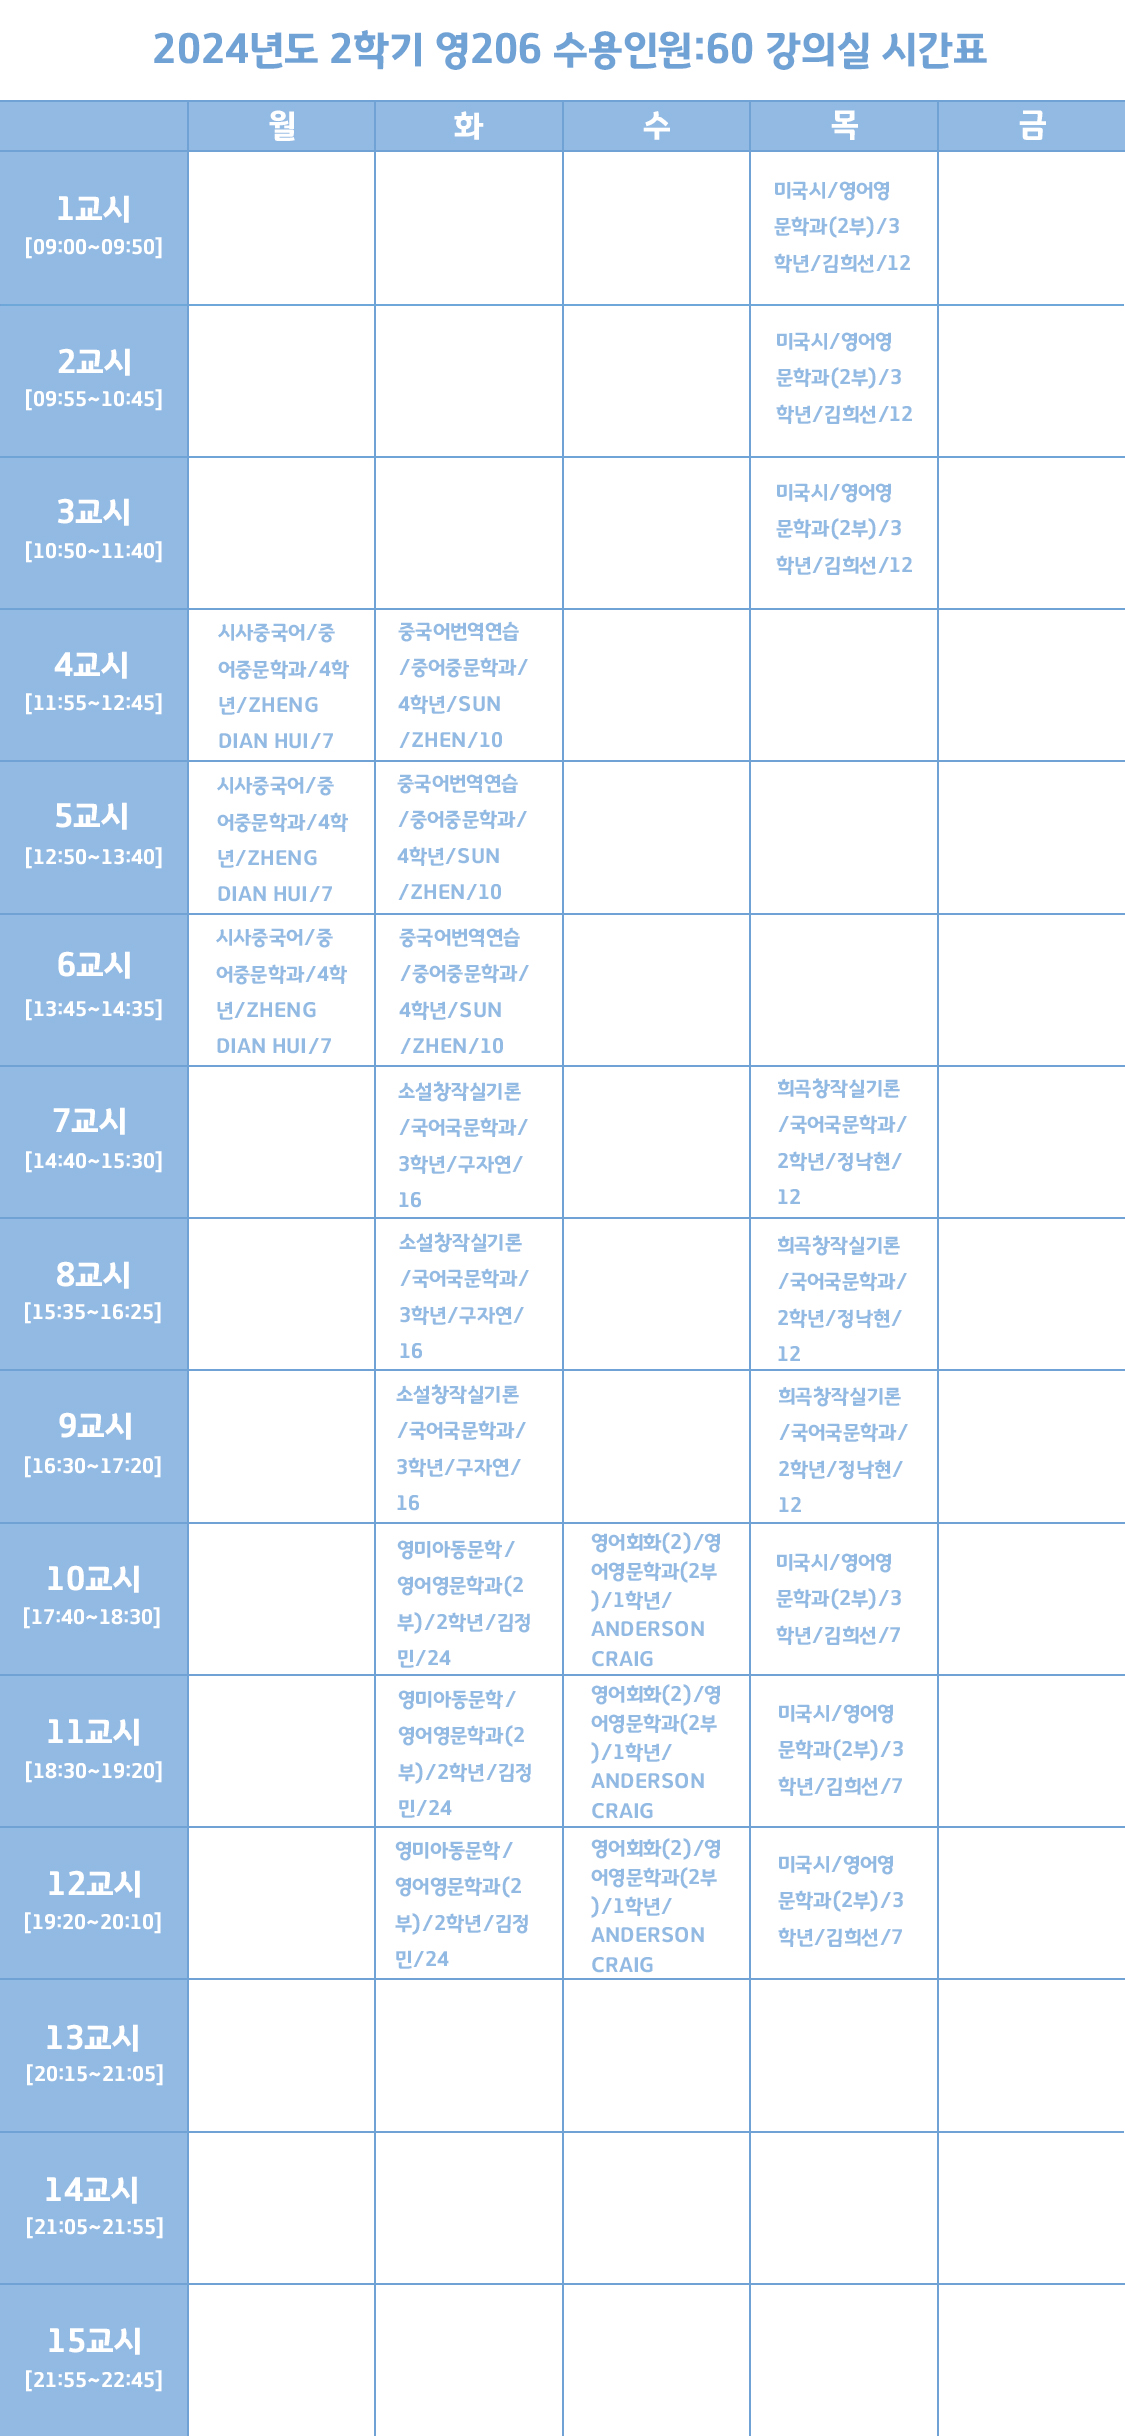 2024년도 2학기 영206 수용인원:60 강의실 시간표
월
화
수
목
금
1교시
[09:00~09:50]
미국시/영어영
문학과(2부)/3
학년/김희선/12
2교시
[09:55~10:45]
미국시/영어영
문학과(2부)/3
학년/김희선/12
3교시
[10:50~11:40]
미국시/영어영
문학과(2부)/3
학년/김희선/12
4교시
[11:55~12:45]
시사중국어/중
어중문학과/4학
년/ZHENG
DIAN HUI/7
중국어번역연습
/중어중문학과/
4학년/SUN
/ZHEN/10
5교시
[12:50~13:40]
시사중국어/중
어중문학과/4학
년/ZHENG
DIAN HUI/7
중국어번역연습
/중어중문학과/
4학년/SUN
/ZHEN/10
6교시
[13:45~14:35]
시사중국어/중
어중문학과/4학
년/ZHENG
DIAN HUI/7
중국어번역연습
/중어중문학과/
4학년/SUN
/ZHEN/10
7교시
[14:40~15:30]
소설창작실기론
/국어국문학과/
3학년/구자연/
16
희곡창작실기론
/국어국문학과/
2학년/정낙현/
12
8교시
[15:35~16:25]
소설창작실기론
/국어국문학과/
3학년/구자연/
16
희곡창작실기론
/국어국문학과/
2학년/정낙현/
12
9교시
[16:30~17:20]
소설창작실기론
/국어국문학과/
3학년/구자연/
16
희곡창작실기론
/국어국문학과/
2학년/정낙현/
12
10교시
[17:40~18:30]
영미아동문학/
영어영문학과(2
부)/2학년/김정
민/24
영어회화(2)/영
어영문학과(2부
)/1학년/
ANDERSON
CRAIG
미국시/영어영
문학과(2부)/3
학년/김희선/7
11교시
[18:30~19:20]
영미아동문학/
영어영문학과(2
부)/2학년/김정
민/24
영어회화(2)/영
어영문학과(2부
)/1학년/
ANDERSON
CRAIG
미국시/영어영
문학과(2부)/3
학년/김희선/7
12교시
[19:20~20:10]
영미아동문학/
영어영문학과(2
부)/2학년/김정
민/24
영어회화(2)/영
어영문학과(2부
)/1학년/
ANDERSON
CRAIG
미국시/영어영
문학과(2부)/3
학년/김희선/7
13교시
[20:15~21:05]
14교시
[21:05~21:55]
15교시
[21:55~22:45]